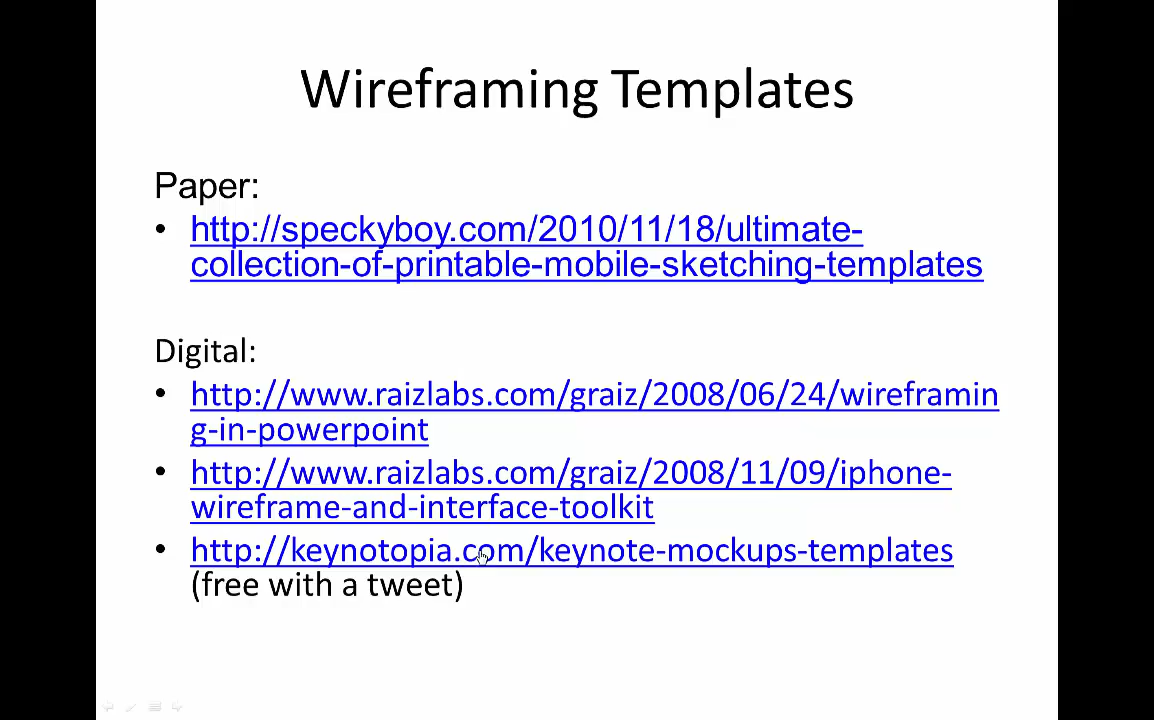 Wireframing Templates
Paper:
• http://speckyboy.com/2010/11/18/ultimate-
collection-of-printable-mobile-sketching-templates
Digital:
• http://www.raizlabs.com/graiz/2008/06/24/wireframin
g-in-powerpoint
• http://www.raizlabs.com/graiz/2008/11/09/iphone-
wireframe-and-interface-toolkit
• http://keynotopia.com/keynote-mockups-templates
(free with a tweet)